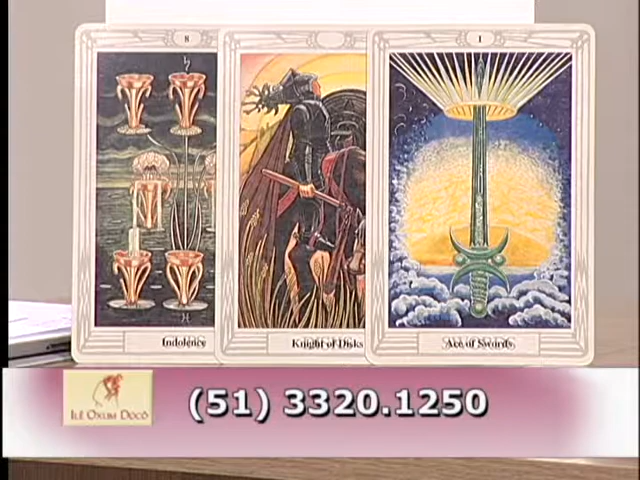 8
I
Indolence
Knight of Disks
Ace of Swords
ILÊ OXUM DOCÔ
(51) 3320.1250